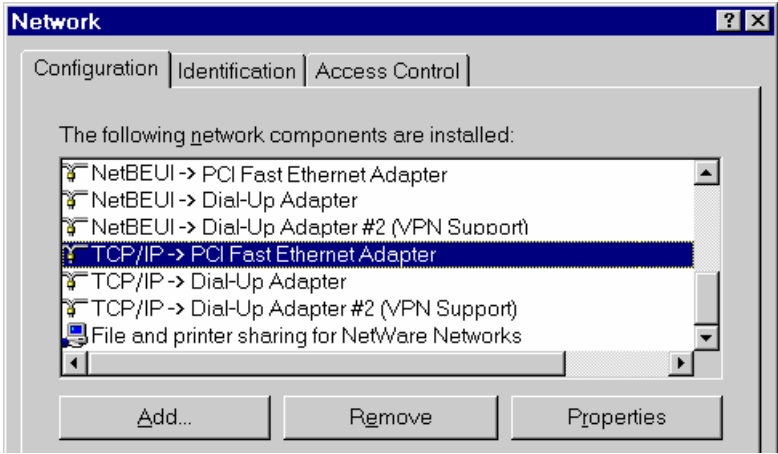 Network
Configuration Identification Access Control
The following network components are installed:
NetBEUI -> PCI Fast Ethernet Adapter
NetBEUI -> Dial-Up Adapter
NetBEUI -> Dial-Up Adapter #2 (VPN Support)
TCP/IP -> PCI Fast Ethernet Adapter
TCP/IP -> Dial-Up Adapter
TCP/IP -> Dial-Up Adapter #2 (VPN Support)
File and printer sharing for NetWare Networks
Add... Remove Properties